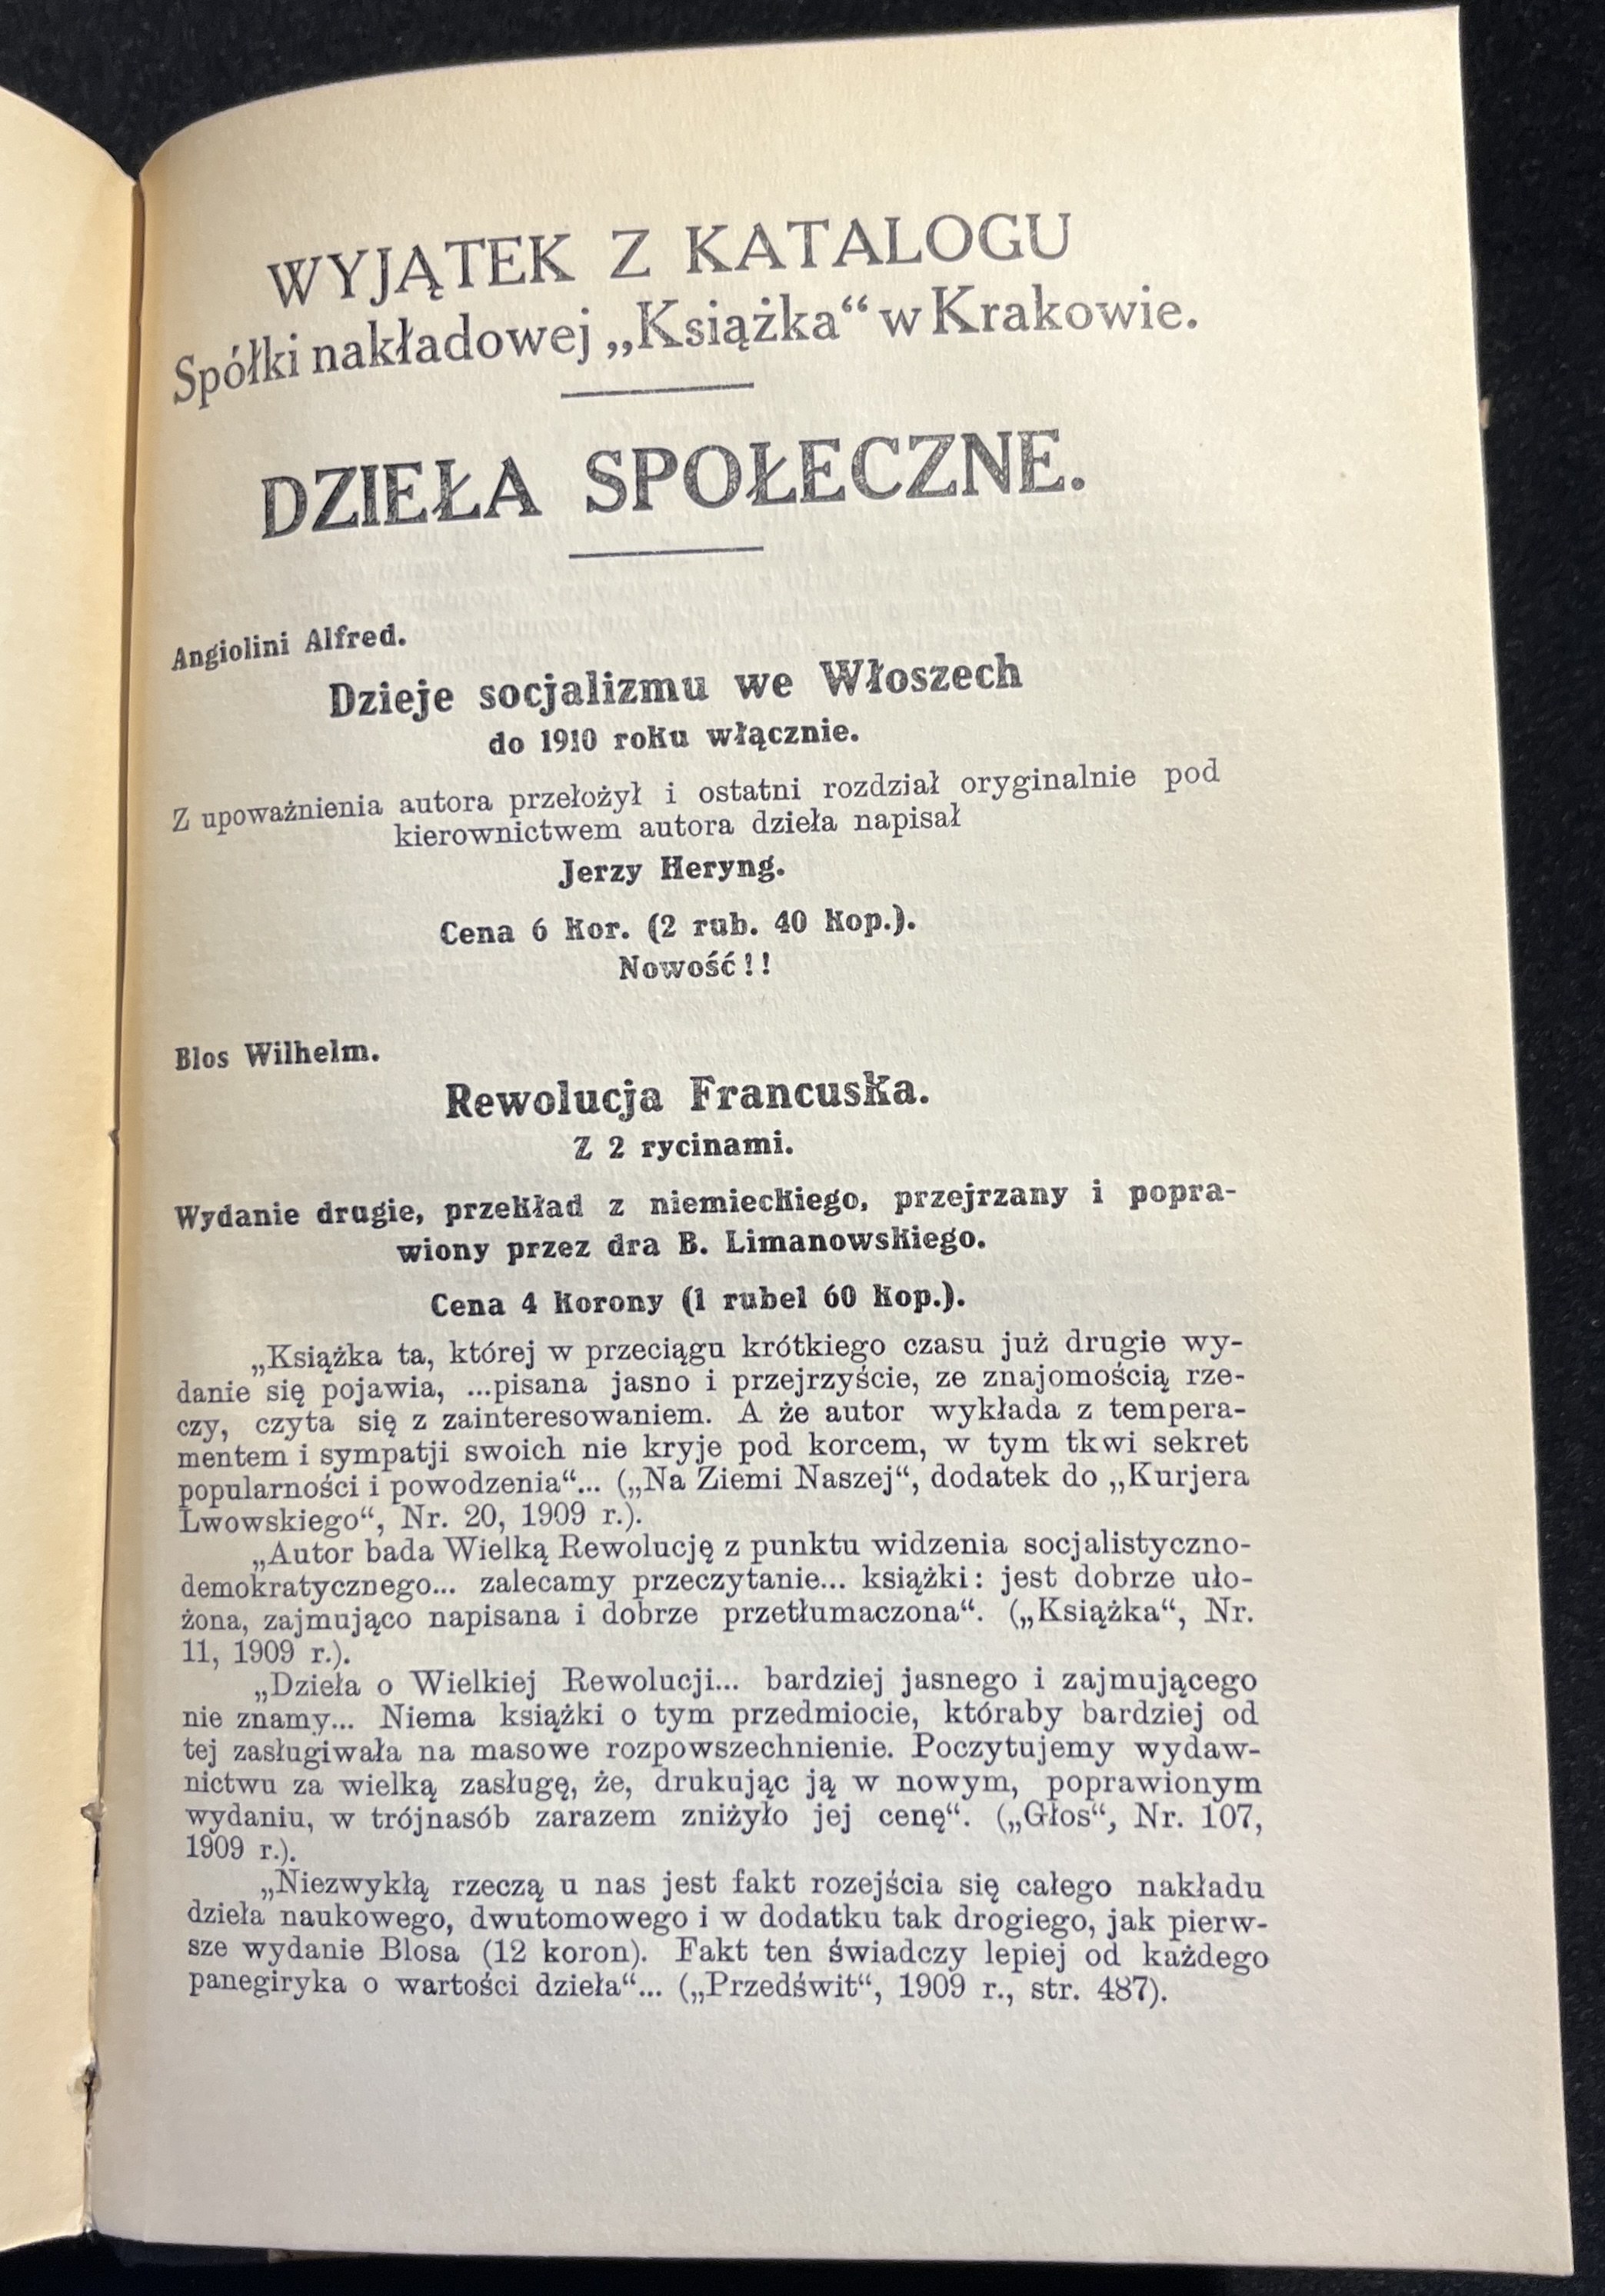 WYJĄTEK Z KATALOGU
Spółki nakładowej „Książka“ w Krakowie.
DZIEŁA SPOŁECZNE.
Angiolini Alfred.
Dzieje socjalizmu we Włoszech
do 1910 roku włącznie.
Z upoważnienia autora przełożył i ostatni rozdział oryginalnie pod
kierownictwem autora dzieła napisał
Jerzy Heryng.
Cena 6 kor. (2 rub. 40 kop.).
Nowość!!
Blos Wilhelm.
Rewolucja Francuska.
Z 2 rycinami.
Wydanie drugie, przekład z niemieckiego, przejrzany i popra-
wiony przez dra B. Limanowskiego.
Cena 4 korony (1 rubel 60 kop.).
„Książka ta, której w przeciągu krótkiego czasu już drugie wy-
danie się pojawia, ...pisana jasno i przejrzyście, ze znajomością rze-
czy, czyta się z zainteresowaniem. A że autor wykłada z tempera-
mentem i sympatji swoich nie kryje pod korcem, w tym tkwi sekret
popularności i powodzenia“... („Na Ziemi Naszej“, dodatek do „Kurjera
Lwowskiego“, Nr. 20, 1909 r.).
„Autor bada Wielką Rewolucję z punktu widzenia socjalistyczno-
demokratycznego... zalecamy przeczytanie... książki: jest dobrze uło-
żona, zajmująco napisana i dobrze przetłumaczona“. („Książka“, Nr.
11, 1909 r.).
„Dzieła o Wielkiej Rewolucji... bardziej jasnego i zajmującego
nie znamy... Niema książki o tym przedmiocie, któraby bardziej od
tej zasługiwała na masowe rozpowszechnienie. Poczytujemy wydaw-
nictwu za wielką zasługę, że, drukując ją w nowym, poprawionym
wydaniu, w trójnasób zarazem zniżyło jej cenę“. („Głos“, Nr. 107,
1909 r.).
„Niezwykłą rzeczą u nas jest fakt rozejścia się całego nakładu
dzieła naukowego, dwutomowego i w dodatku tak drogiego, jak pierw-
sze wydanie Blosa (12 koron). Fakt ten świadczy lepiej od każdego
panegiryka o wartości dzieła“... („Przedświt“, 1909 r., str. 487).